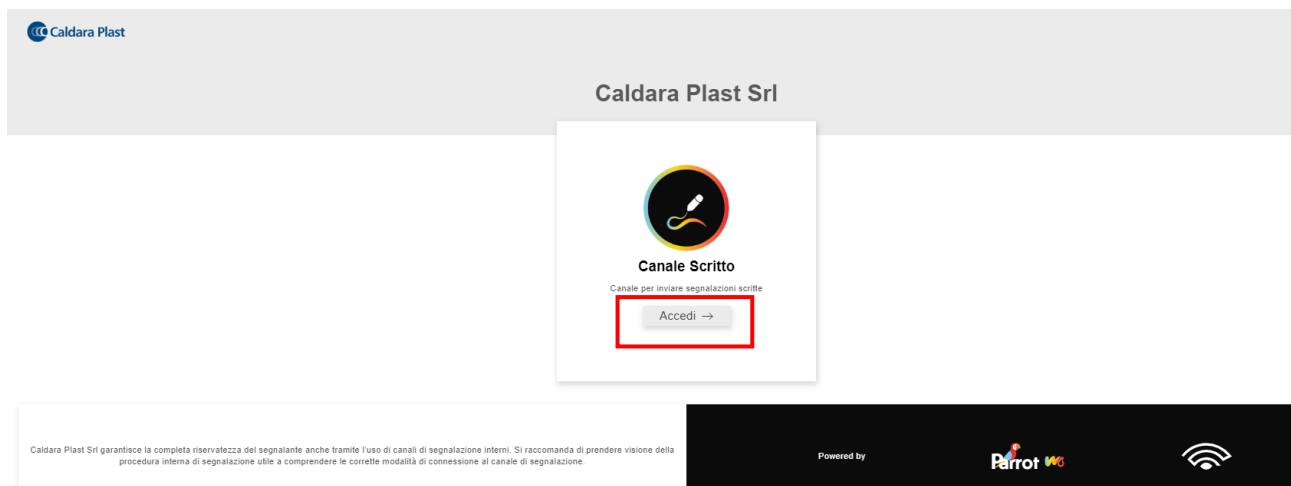 Caldara Plast
Caldara Plast Srl
Canale Scritto
Canale per inviare segnalazioni scritte
Accedi →
Caldara Plast Srl garantisce la completa riservatezza del segnalante anche tramite l'uso di canali di segnalazione interni. Si raccomanda di prendere visione della
procedura interna di segnalazione utile a comprendere le corrette modalità di connessione al canale di segnalazione.
Powered by
Parrot